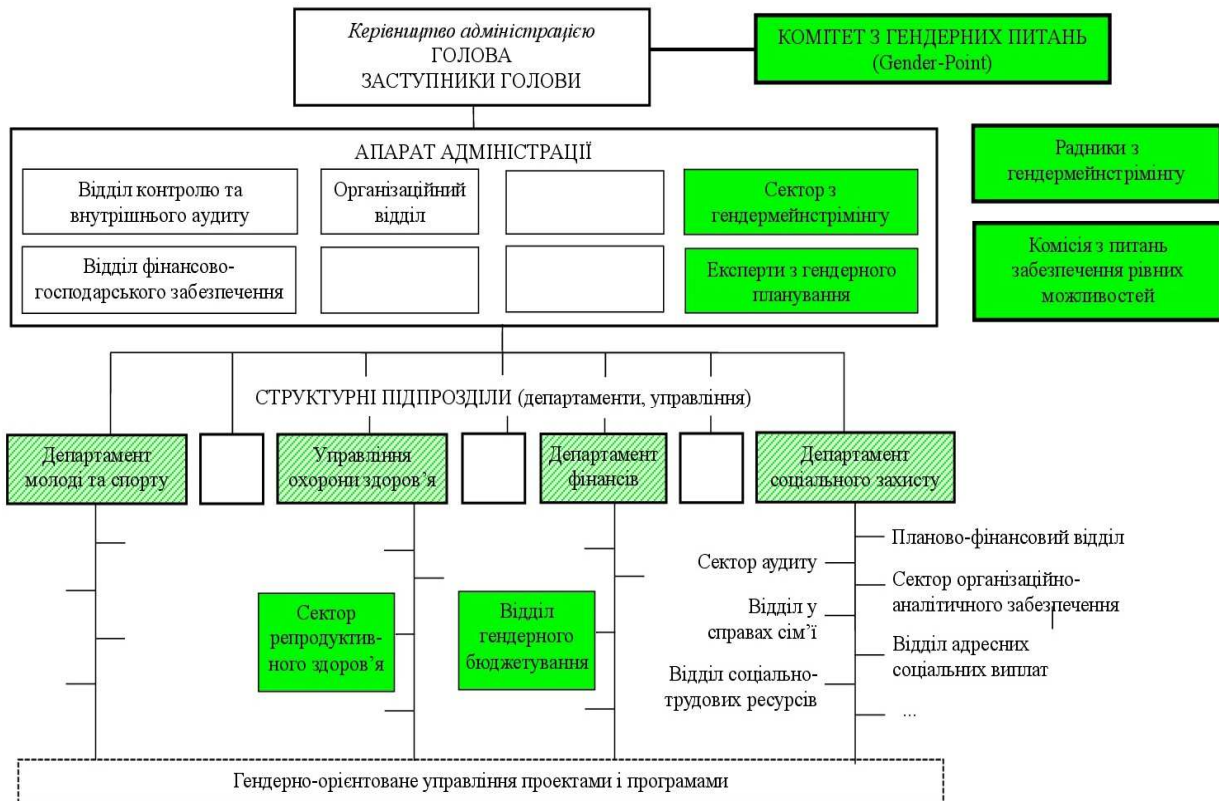 Керівництво адміністрацією
ГОЛОВА
ЗАСТУПНИКИ ГОЛОВИ
КОМІТЕТ З ГЕНДЕРНИХ ПИТАНЬ
(Gender-Point)
АПАРАТ АДМІНІСТРАЦІЇ
Відділ контролю та
внутрішнього аудиту
Організаційний
відділ
Сектор з
гендермейнстрімінгу
Відділ фінансово-
господарського забезпечення
Експерти з гендерного
планування
Радники з
гендермейнстрімінгу
Комісія з питань
забезпечення рівних
можливостей
СТРУКТУРНІ ПІДПРОЗДІЛИ (департаменти, управління)
Департамент
молоді та спорту
Управління
охорони здоров’я
Департамент
фінансів
Департамент
соціального захисту
Сектор
репродуктив-
ного здоров’я
Відділ
гендерного
бюджетування
Сектор аудиту
Відділ у
справах сім’ї
Відділ соціально-
трудових ресурсів
Планово-фінансовий відділ
Сектор організаційно-
аналітичного забезпечення
Відділ адресних
соціальних виплат
...
Гендерно-орієнтоване управління проектами і програмами